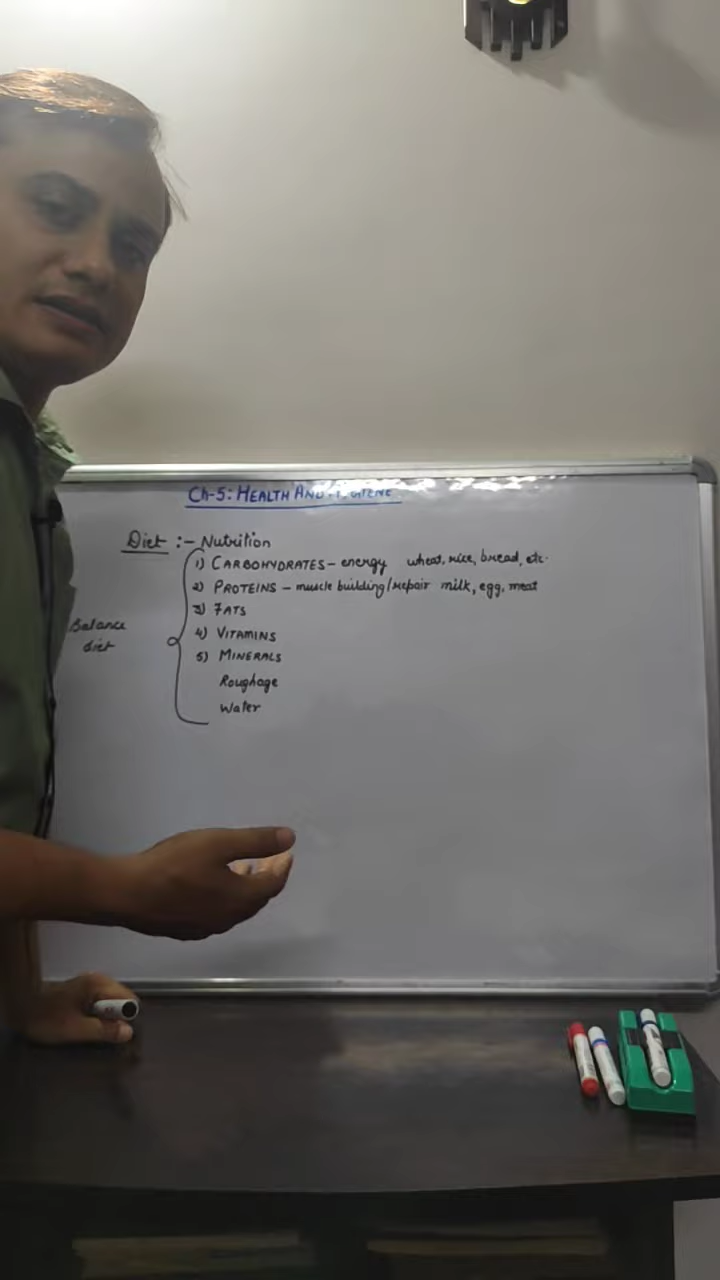 Ch-5: HEALTH AND HYGIENE
Diet :- Nutrition
1) CARBOHYDRATES - energy wheat, rice, bread, etc.
2) PROTEINS - muscle building/repair milk, egg, meat
3) FATS
Balance
diet
4) VITAMINS
5) MINERALS
Roughage
Water